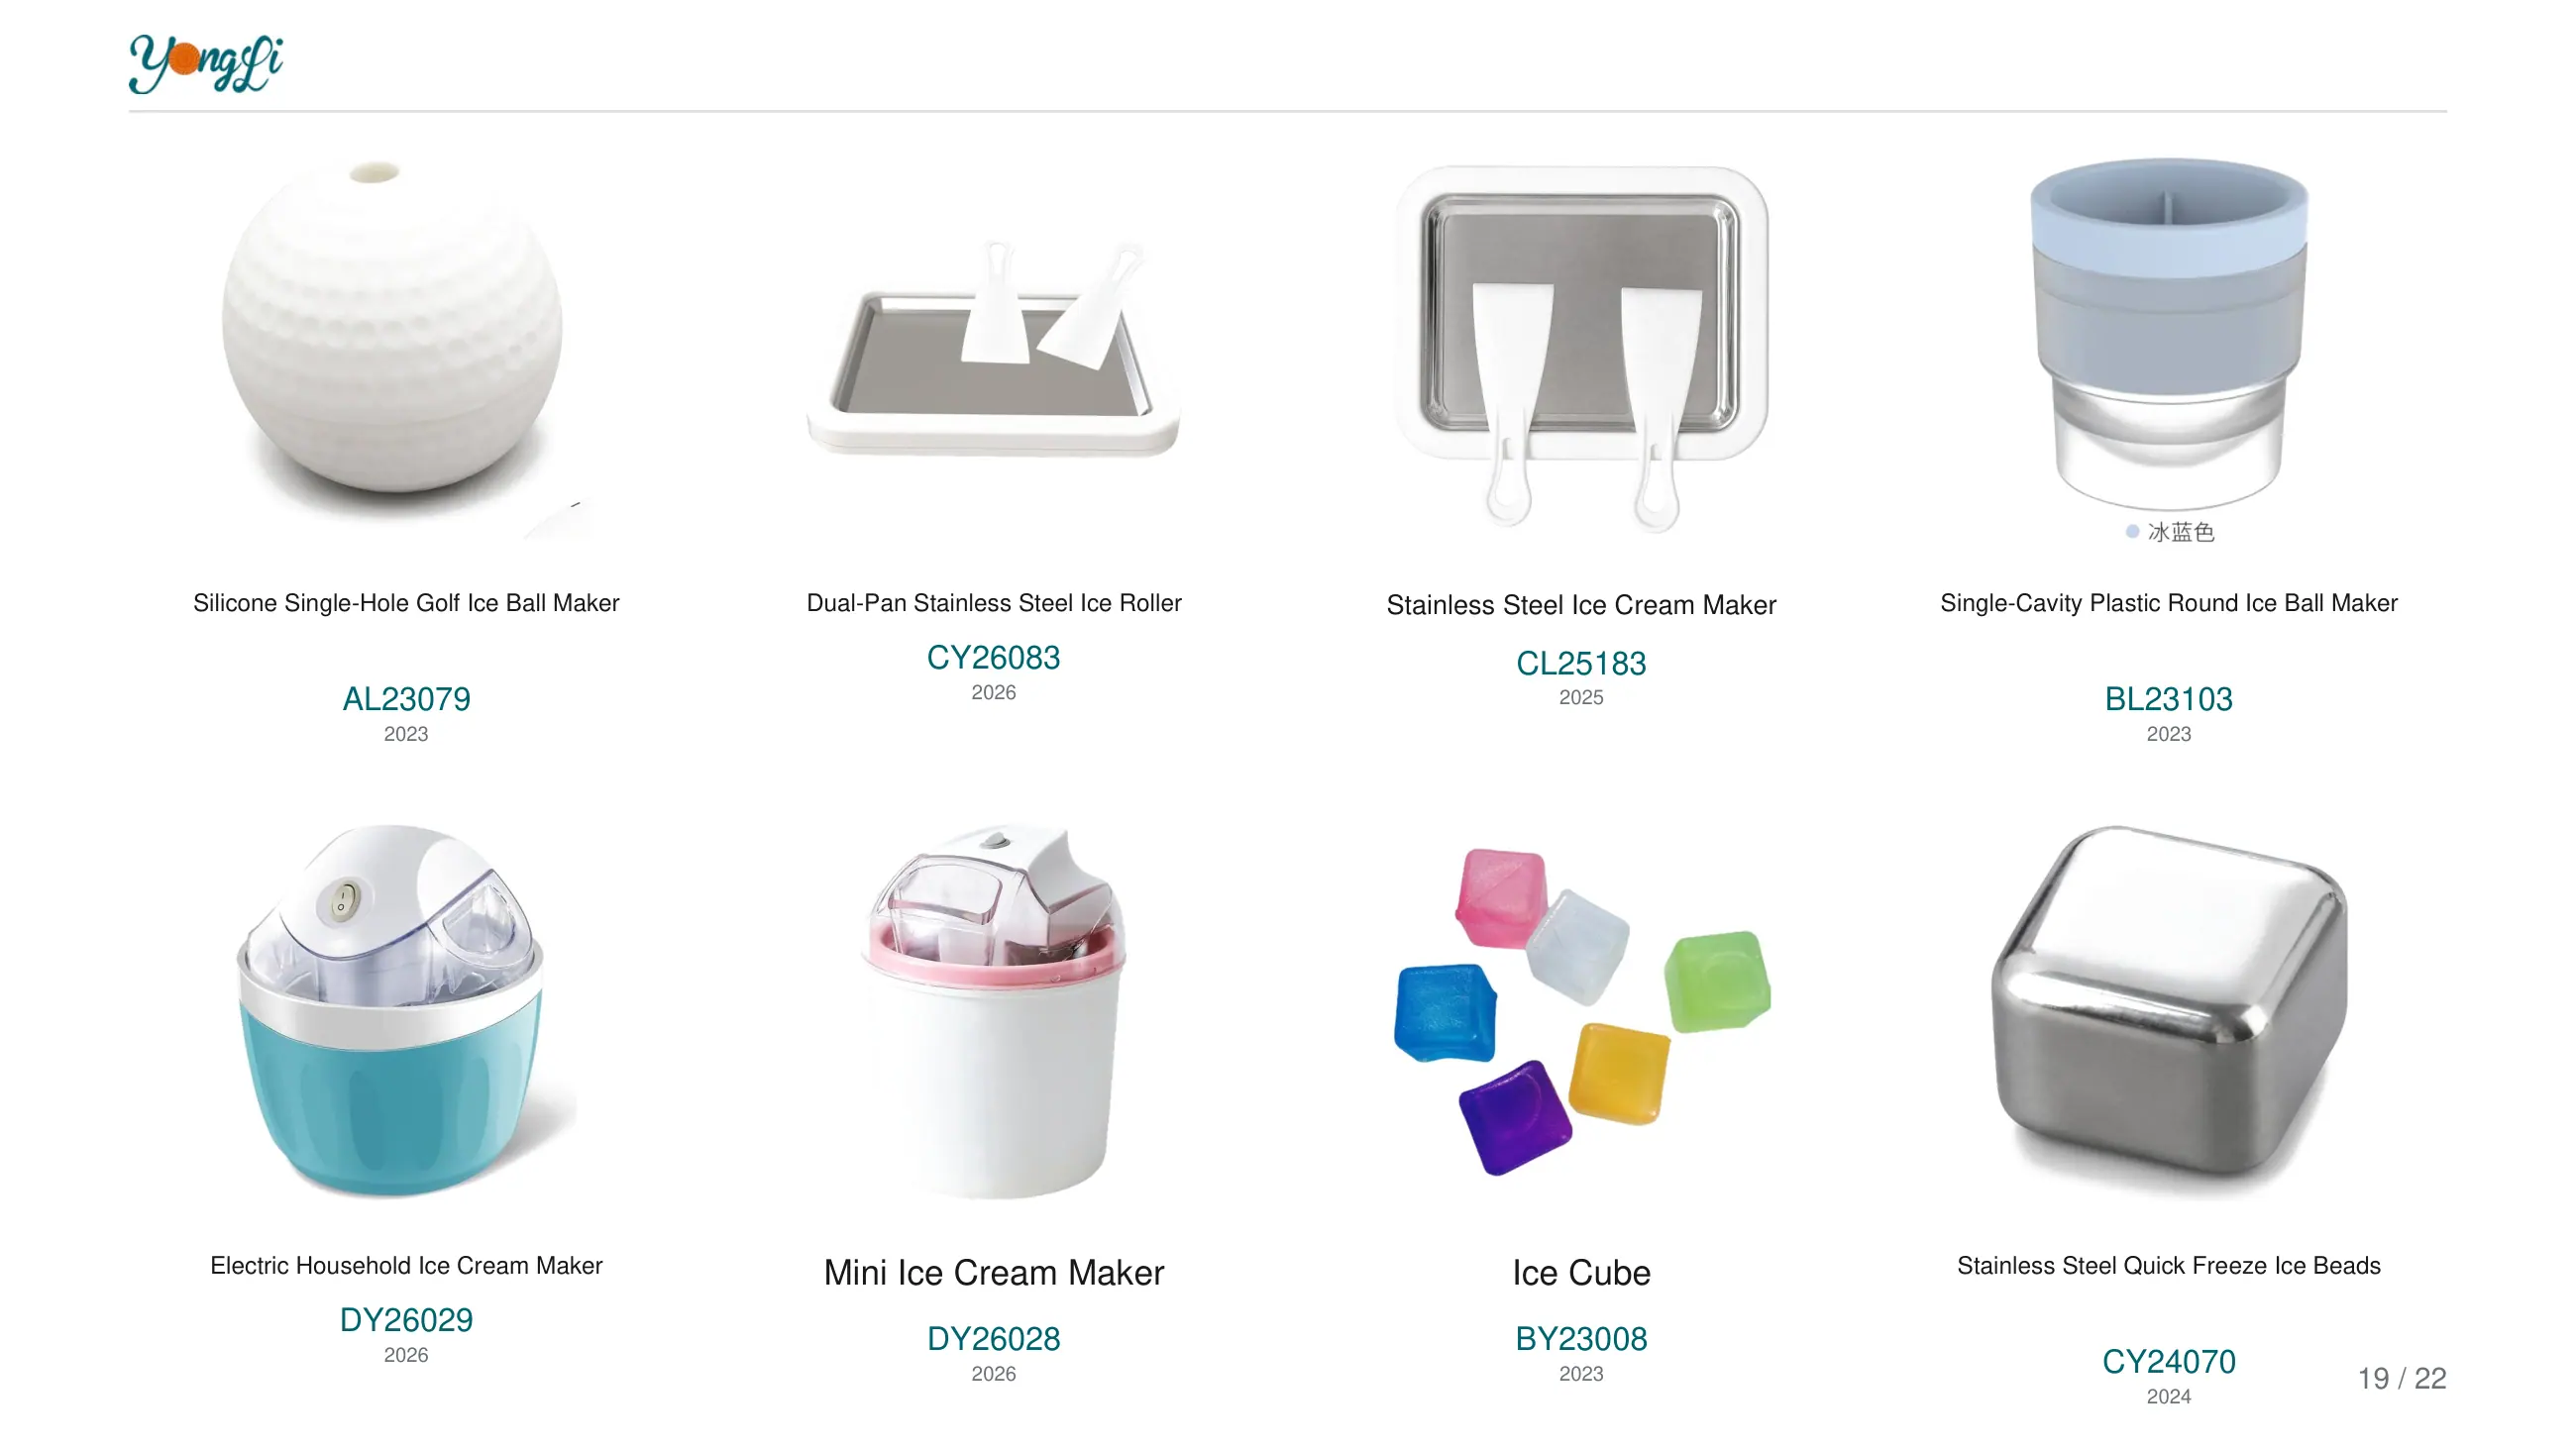 YongLi
冰蓝色
Silicone Single-Hole Golf Ice Ball Maker
AL23079
2023
Dual-Pan Stainless Steel Ice Roller
CY26083
2026
Stainless Steel Ice Cream Maker
CL25183
2025
Single-Cavity Plastic Round Ice Ball Maker
BL23103
2023
Electric Household Ice Cream Maker
DY26029
2026
Mini Ice Cream Maker
DY26028
2026
Ice Cube
BY23008
2023
Stainless Steel Quick Freeze Ice Beads
CY24070
2024
19 / 22